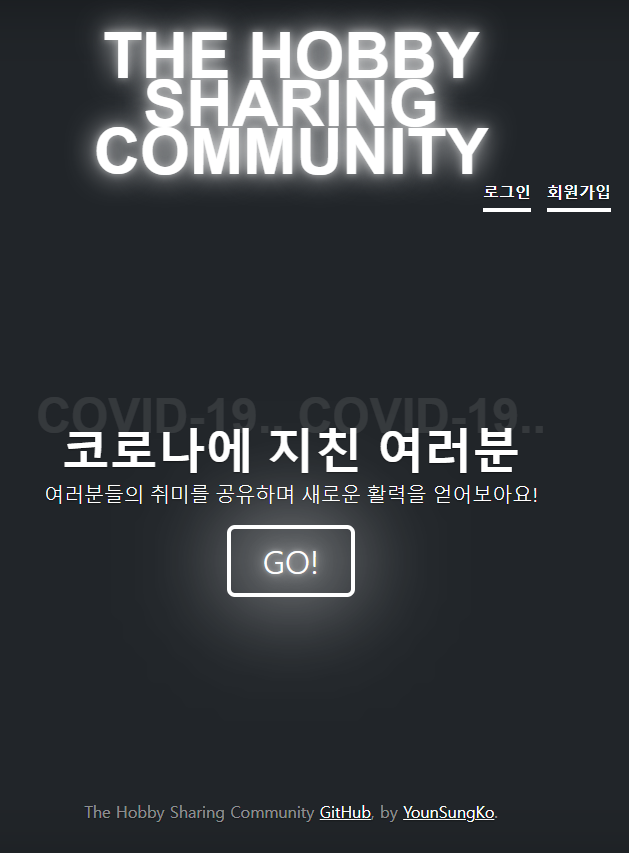 THE HOBBY
SHARING
COMMUNITY
로그인 회원가입
COVID-19.. COVID-19..
코로나에 지친 여러분
여러분들의 취미를 공유하며 새로운 활력을 얻어보아요!
GO!
The Hobby Sharing Community GitHub, by YounSungKo.